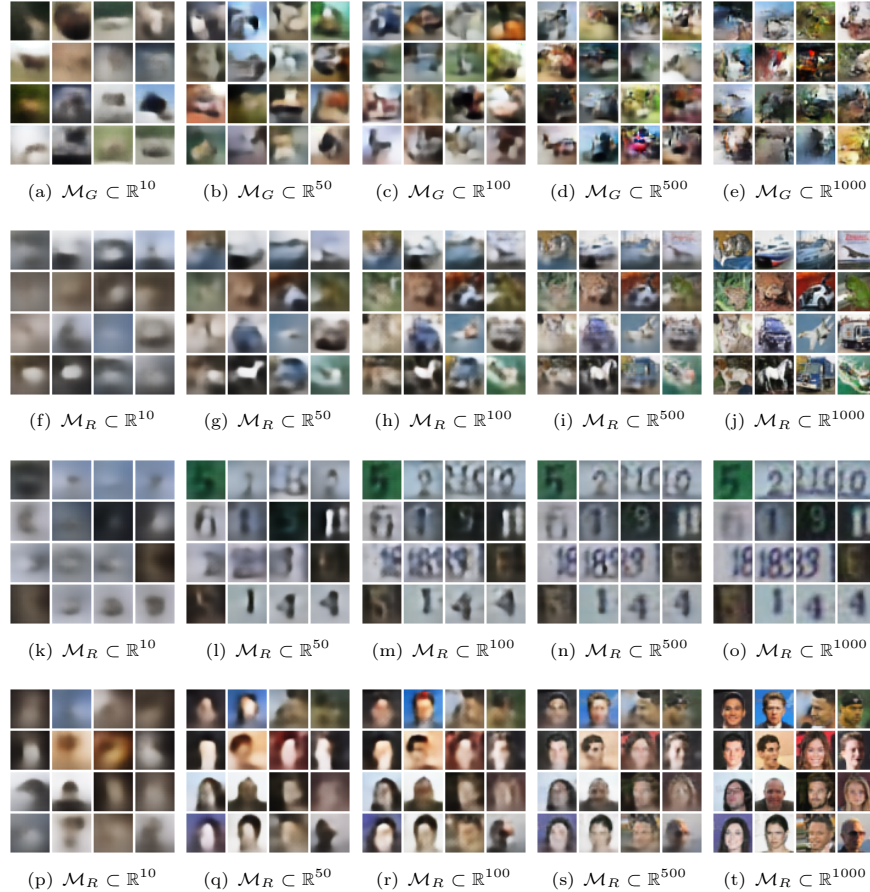 (a) $\mathcal{M}_G \subset \mathbb{R}^{10}$ (b) $\mathcal{M}_G \subset \mathbb{R}^{50}$ (c) $\mathcal{M}_G \subset \mathbb{R}^{100}$ (d) $\mathcal{M}_G \subset \mathbb{R}^{500}$ (e) $\mathcal{M}_G \subset \mathbb{R}^{1000}$
(f) $\mathcal{M}_R \subset \mathbb{R}^{10}$ (g) $\mathcal{M}_R \subset \mathbb{R}^{50}$ (h) $\mathcal{M}_R \subset \mathbb{R}^{100}$ (i) $\mathcal{M}_R \subset \mathbb{R}^{500}$ (j) $\mathcal{M}_R \subset \mathbb{R}^{1000}$
(k) $\mathcal{M}_R \subset \mathbb{R}^{10}$ (l) $\mathcal{M}_R \subset \mathbb{R}^{50}$ (m) $\mathcal{M}_R \subset \mathbb{R}^{100}$ (n) $\mathcal{M}_R \subset \mathbb{R}^{500}$ (o) $\mathcal{M}_R \subset \mathbb{R}^{1000}$
(p) $\mathcal{M}_R \subset \mathbb{R}^{10}$ (q) $\mathcal{M}_R \subset \mathbb{R}^{50}$ (r) $\mathcal{M}_R \subset \mathbb{R}^{100}$ (s) $\mathcal{M}_R \subset \mathbb{R}^{500}$ (t) $\mathcal{M}_R \subset \mathbb{R}^{1000}$